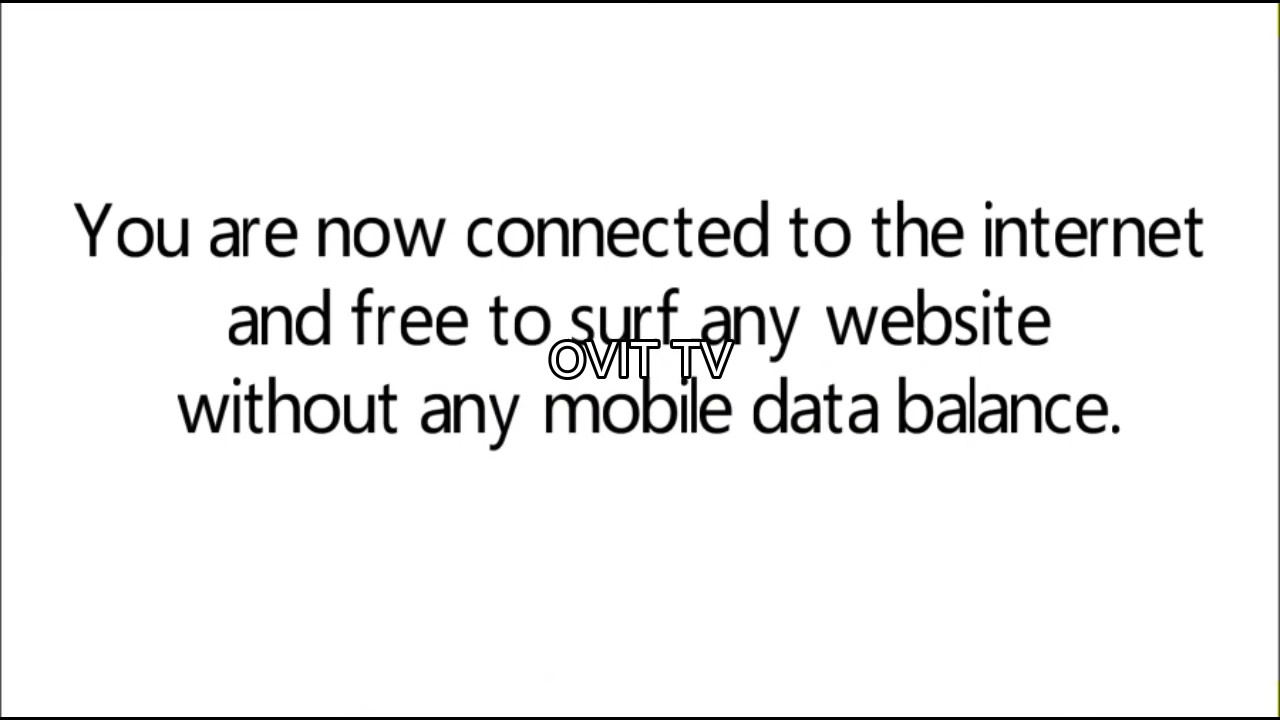 You are now connected to the internet
and free to surf any website
OVIT TV
without any mobile data balance.